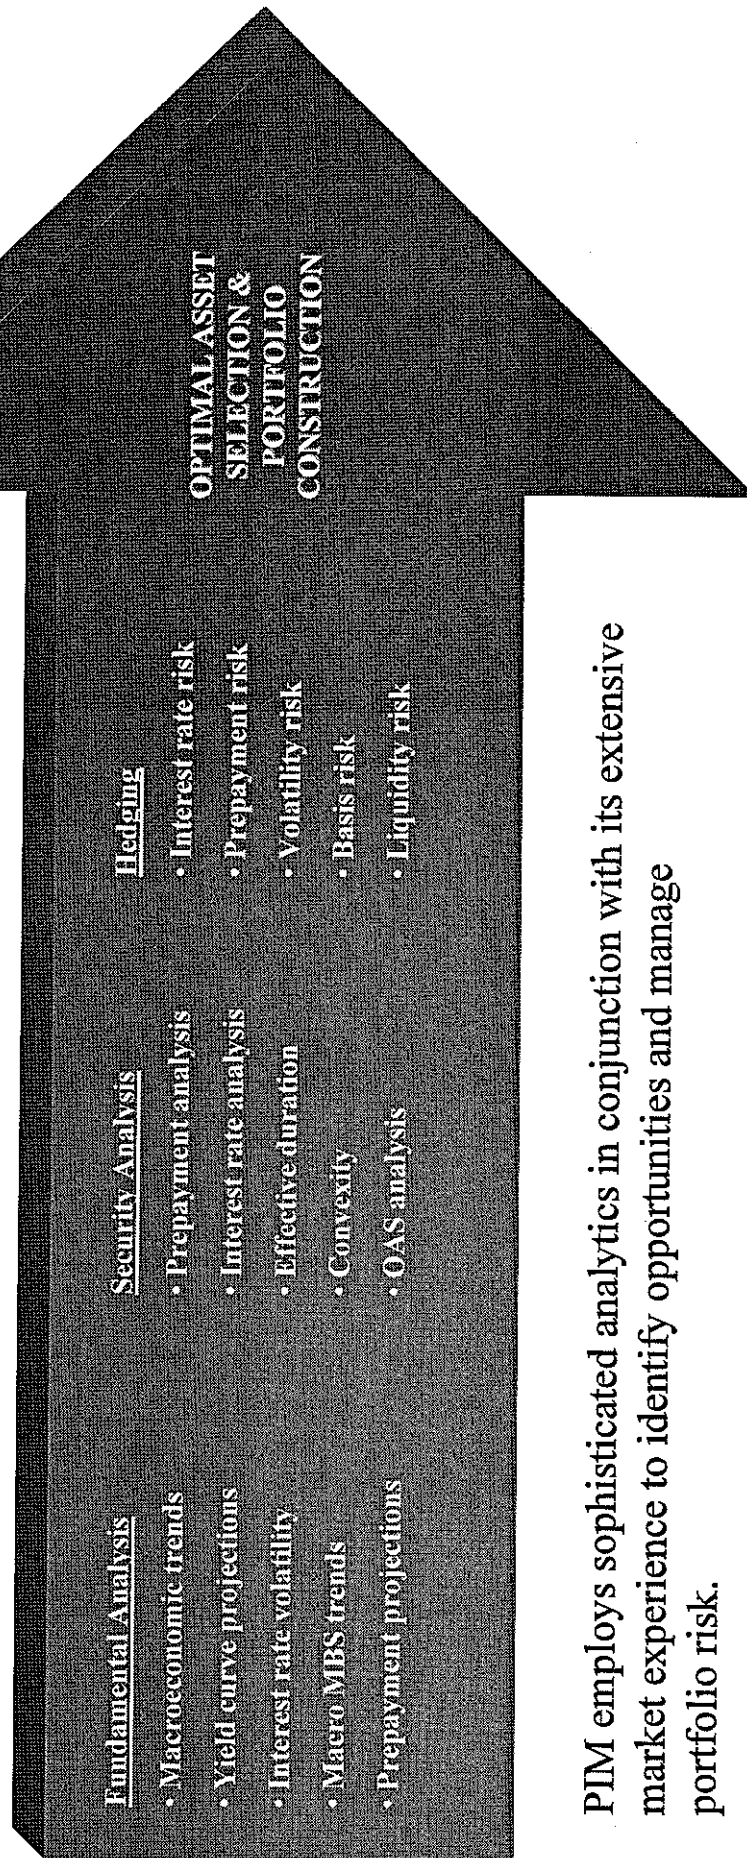 Fundamental Analysis
• Macroeconomic trends
• Yield curve projections
• Interest rate volatility
• Macro MBS trends
• Prepayment projections
Security Analysis
• Prepayment analysis
• Interest rate analysis
• Effective duration
• Convexity
• OAS analysis
Hedging
• Interest rate risk
• Prepayment risk
• Volatility risk
• Basis risk
• Liquidity risk
OPTIMAL ASSET
SELECTION &
PORTFOLIO
CONSTRUCTION
PIM employs sophisticated analytics in conjunction with its extensive
market experience to identify opportunities and manage
portfolio risk.